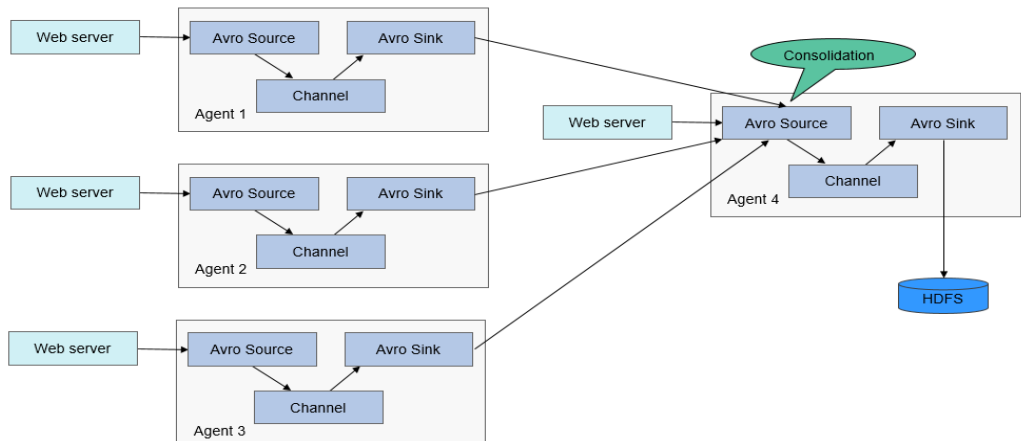 Web server
Avro Source
Avro Sink
Channel
Agent 1
Consolidation
Web server
Avro Source
Avro Sink
Channel
Agent 4
Web server
Avro Source
Avro Sink
Channel
Agent 2
HDFS
Web server
Avro Source
Avro Sink
Channel
Agent 3